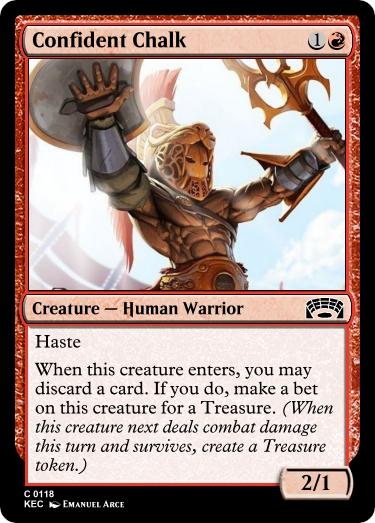 Confident Chalk 1
Creature — Human Warrior
Haste
When this creature enters, you may
discard a card. If you do, make a bet
on this creature for a Treasure. (When
this creature next deals combat damage
this turn and survives, create a Treasure
token.)
2/1
C 0118
KEC Emanuel Arce